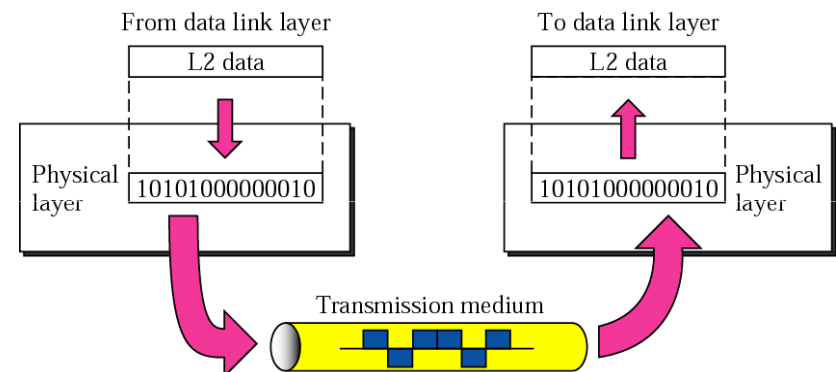 From data link layer
L2 data
Physical
layer
10101000000010
To data link layer
L2 data
10101000000010
Physical
layer
Transmission medium